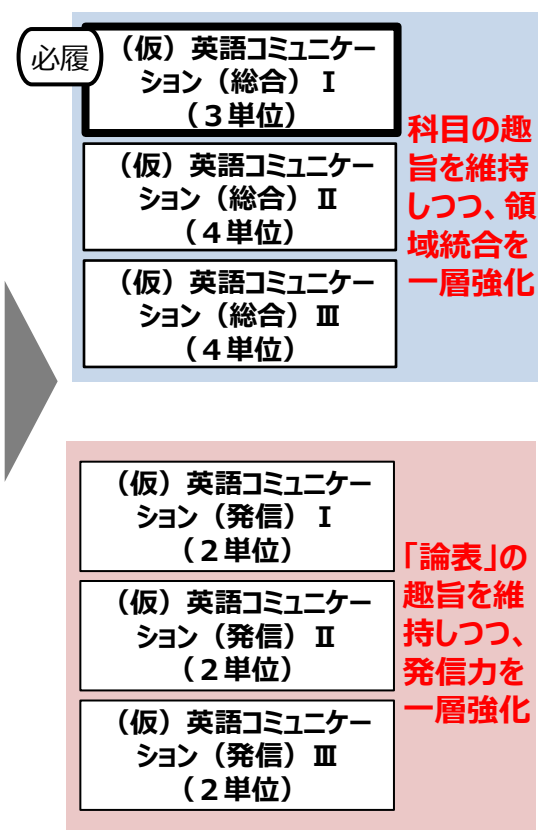 必履
（仮）英語コミュニケー
ション（総合）Ⅰ
（３単位）
（仮）英語コミュニケー
ション（総合）Ⅱ
（４単位）
（仮）英語コミュニケー
ション（総合）Ⅲ
（４単位）
科目の趣
旨を維持
しつつ、領
域統合を
一層強化
（仮）英語コミュニケー
ション（発信）Ⅰ
（２単位）
（仮）英語コミュニケー
ション（発信）Ⅱ
（２単位）
（仮）英語コミュニケー
ション（発信）Ⅲ
（２単位）
「論表」の
趣旨を維
持しつつ、
発信力を
一層強化